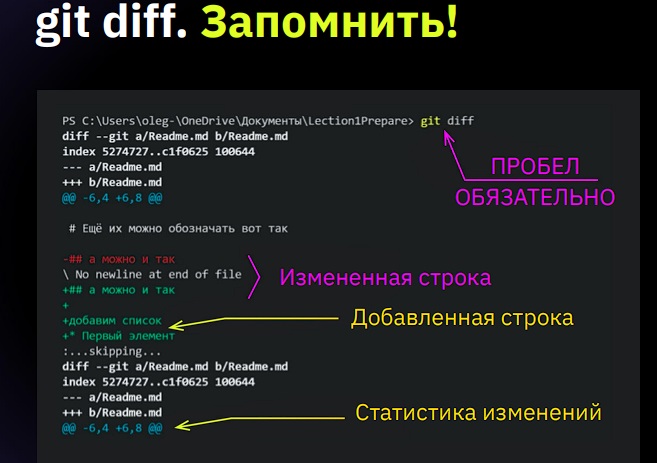 git diff. Запомнить!
PS C:\Users\oleg-\OneDrive\Документы\Lection1Prepare> git diff
diff --git a/Readme.md b/Readme.md
index 5274727..c1f0625 100644
--- a/Readme.md
+++ b/Readme.md
@@ -6,4 +6,8 @@
ПРОБЕЛ
ОБЯЗАТЕЛЬНО
# Ещё их можно обозначать вот так
-## а можно и так
\ No newline at end of file
+## а можно и так
Измененная строка
+
+добавим список
+* Первый элемент
Добавленная строка
:...skipping...
diff --git a/Readme.md b/Readme.md
index 5274727..c1f0625 100644
--- a/Readme.md
+++ b/Readme.md
@@ -6,4 +6,8 @@
Статистика изменений